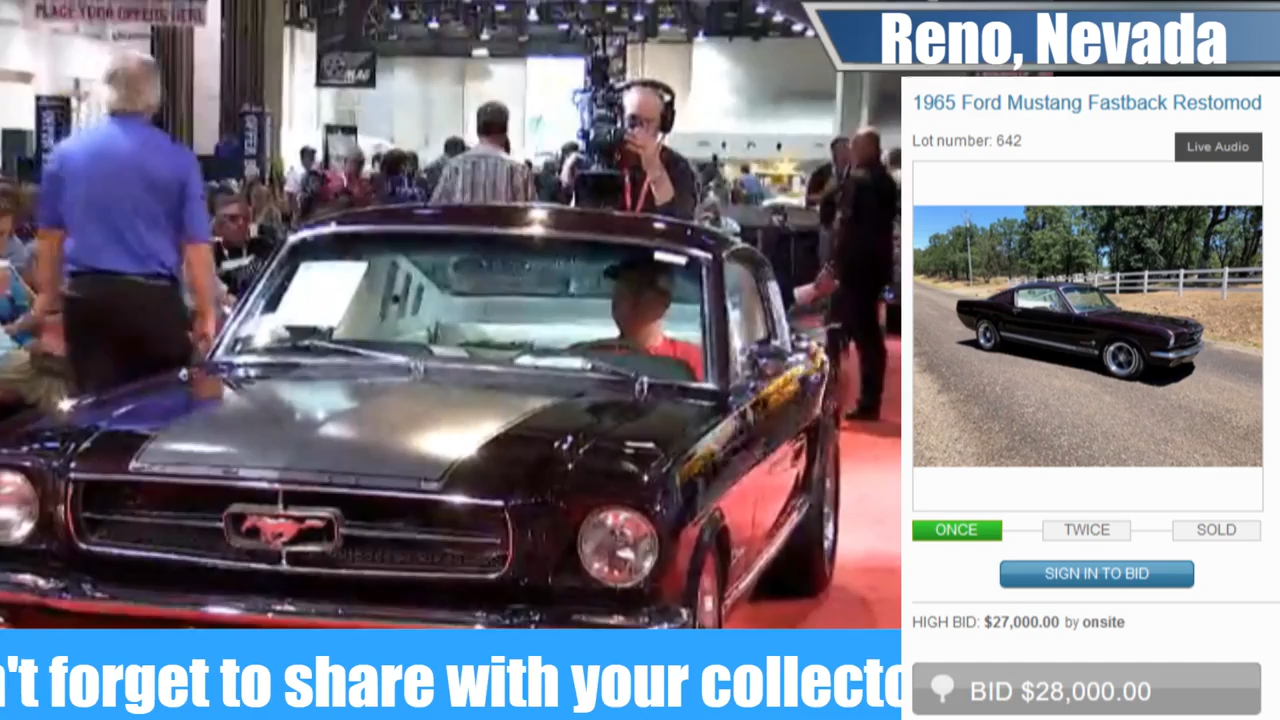 PLACE YOUR OFFERS HERE
Reno, Nevada
1965 Ford Mustang Fastback Restomod
Lot number: 642
Live Audio
ONCE
TWICE
SOLD
SIGN IN TO BID
HIGH BID: $27,000.00 by onsite
BID $28,000.00
n't forget to share with your collecto